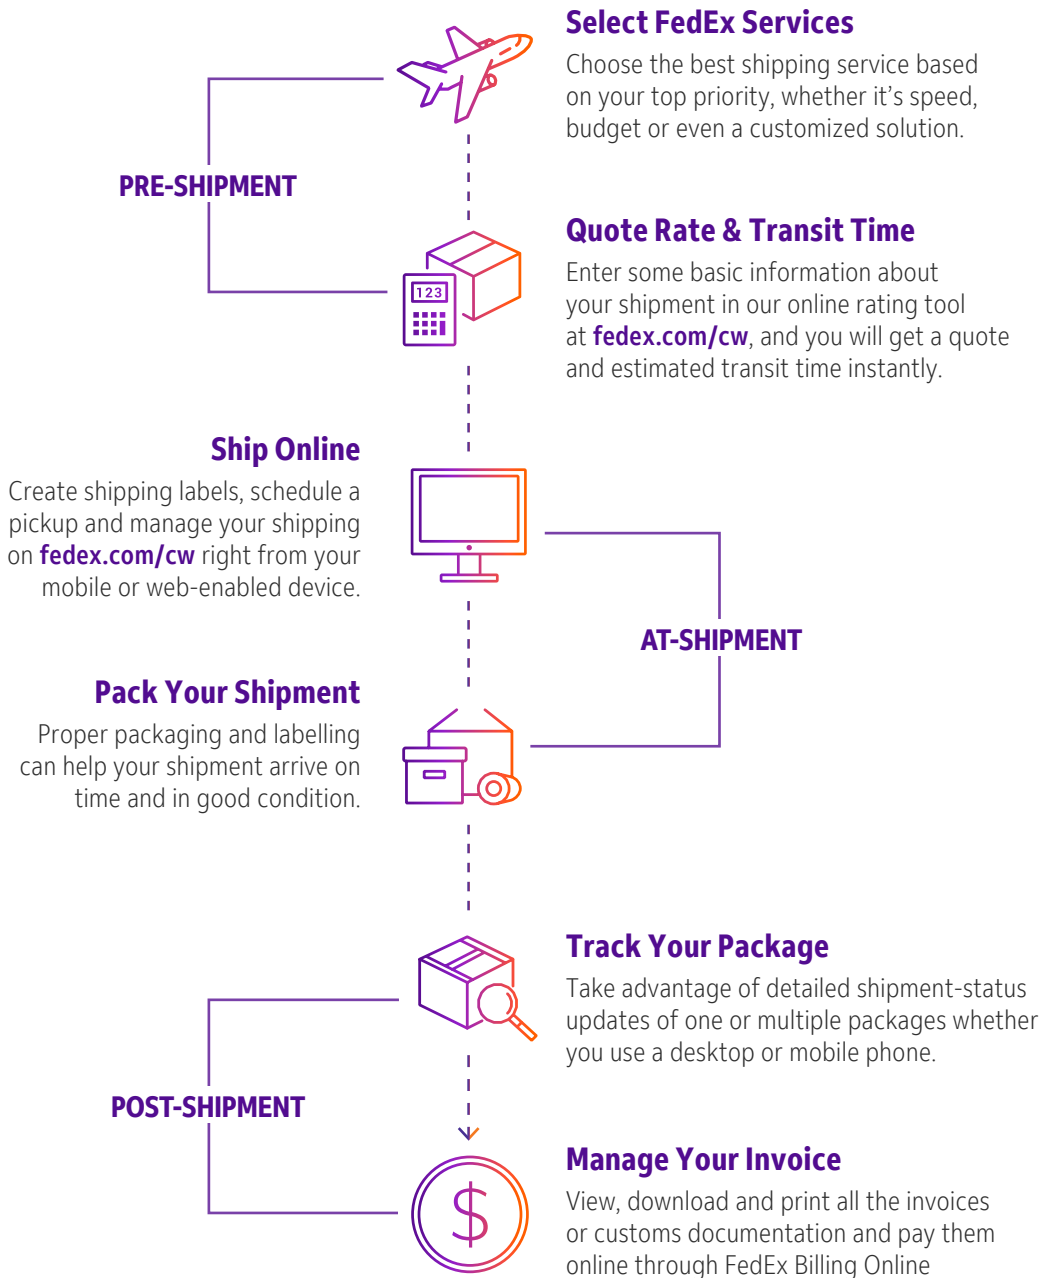 Select FedEx Services
Choose the best shipping service based
on your top priority, whether it’s speed,
budget or even a customized solution.
PRE-SHIPMENT
Quote Rate & Transit Time
Enter some basic information about
your shipment in our online rating tool
at fedex.com/cw, and you will get a quote
and estimated transit time instantly.
123
Ship Online
Create shipping labels, schedule a
pickup and manage your shipping
on fedex.com/cw right from your
mobile or web-enabled device.
AT-SHIPMENT
Pack Your Shipment
Proper packaging and labelling
can help your shipment arrive on
time and in good condition.
Track Your Package
Take advantage of detailed shipment-status
updates of one or multiple packages whether
you use a desktop or mobile phone.
POST-SHIPMENT
Manage Your Invoice
View, download and print all the invoices
or customs documentation and pay them
online through FedEx Billing Online
$